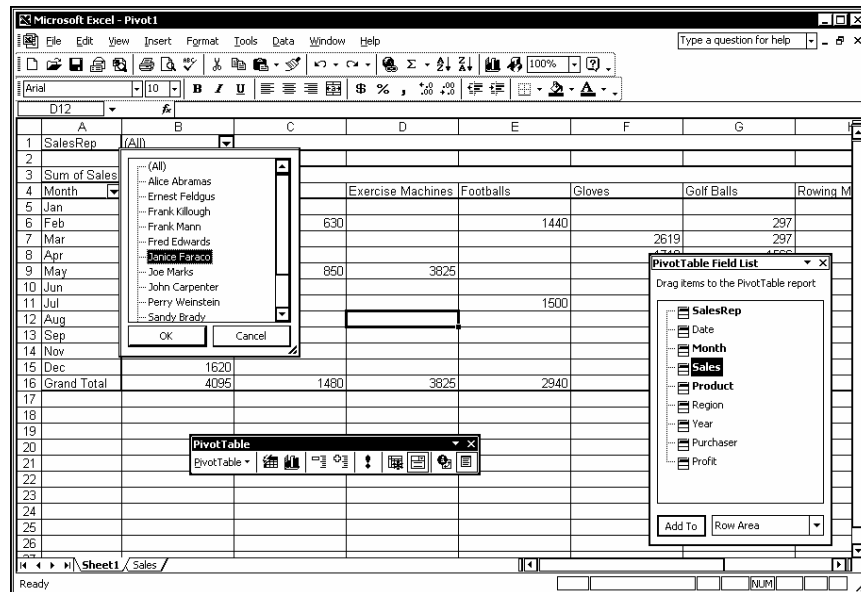 Microsoft Excel - Pivot1
File Edit View Insert Format Tools Data Window Help Type a question for help
100%
Arial 10 B I U $ % ,
D12 fx
A B C D E F G
1 SalesRep (All)
2
3 Sum of Sales
4 Month Exercise Machines Footballs Gloves Golf Balls Rowing M
5 Jan
6 Feb 630 1440 297
7 Mar 2619 297
8 Apr
9 May 850 3825
10 Jun
11 Jul 1500
12 Aug
13 Sep
14 Nov
15 Dec 1620
16 Grand Total 4095 1480 3825 2940
17
18
19
20
21
22
23
24
25
26
(All)
Alice Abramas
Ernest Feldgus
Frank Killough
Frank Mann
Fred Edwards
Janice Faraco
Joe Marks
John Carpenter
Perry Weinstein
Sandy Brady
OK Cancel
PivotTable Field List
Drag items to the PivotTable report
SalesRep
Date
Month
Sales
Product
Region
Year
Purchaser
Profit
Add To Row Area
PivotTable
PivotTable
Sheet1 Sales
Ready NUM